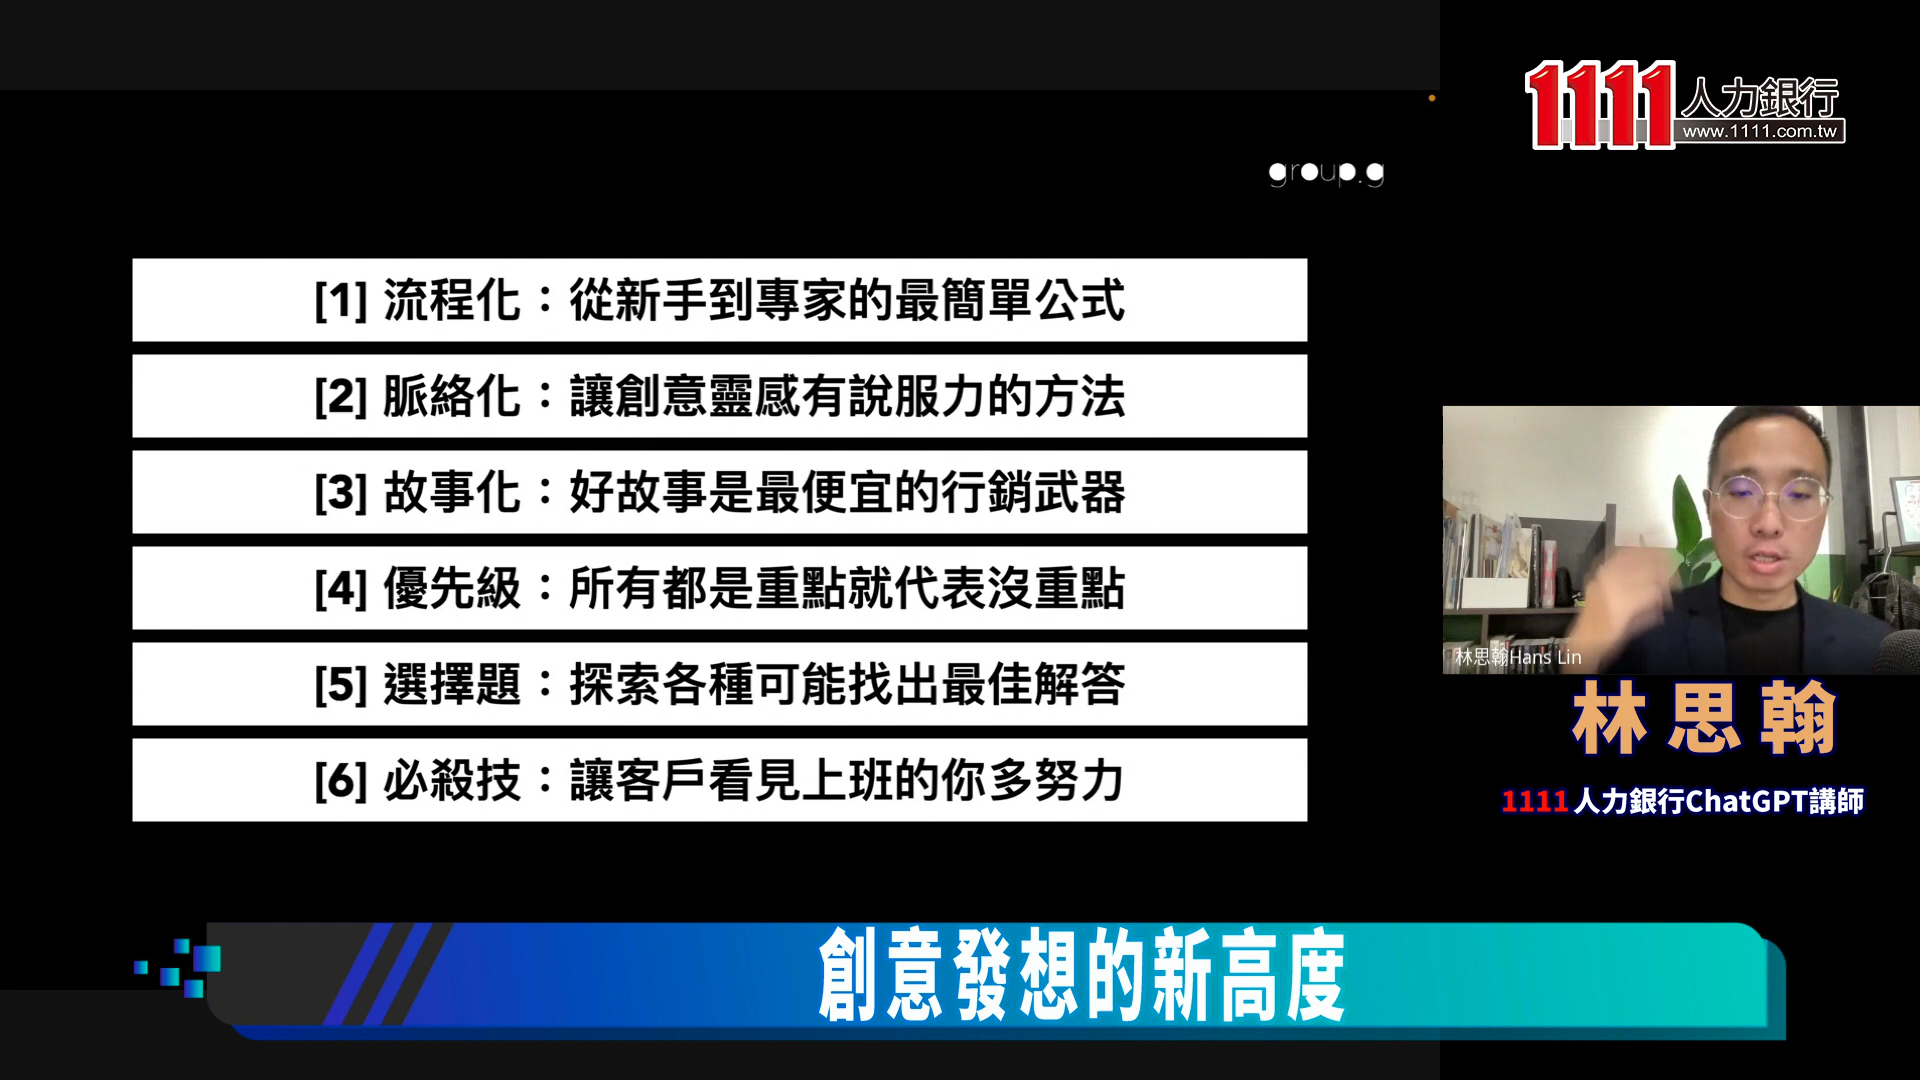 1111人力銀行
www.1111.com.tw
group.g
[1] 流程化：從新手到專家的最簡單公式
[2] 脈絡化：讓創意靈感有說服力的方法
[3] 故事化：好故事是最便宜的行銷武器
[4] 優先級：所有都是重點就代表沒重點
[5] 選擇題：探索各種可能找出最佳解答
[6] 必殺技：讓客戶看見上班的你多努力
林思翰Hans Lin
林思翰
1111人力銀行ChatGPT講師
創意發想的新高度